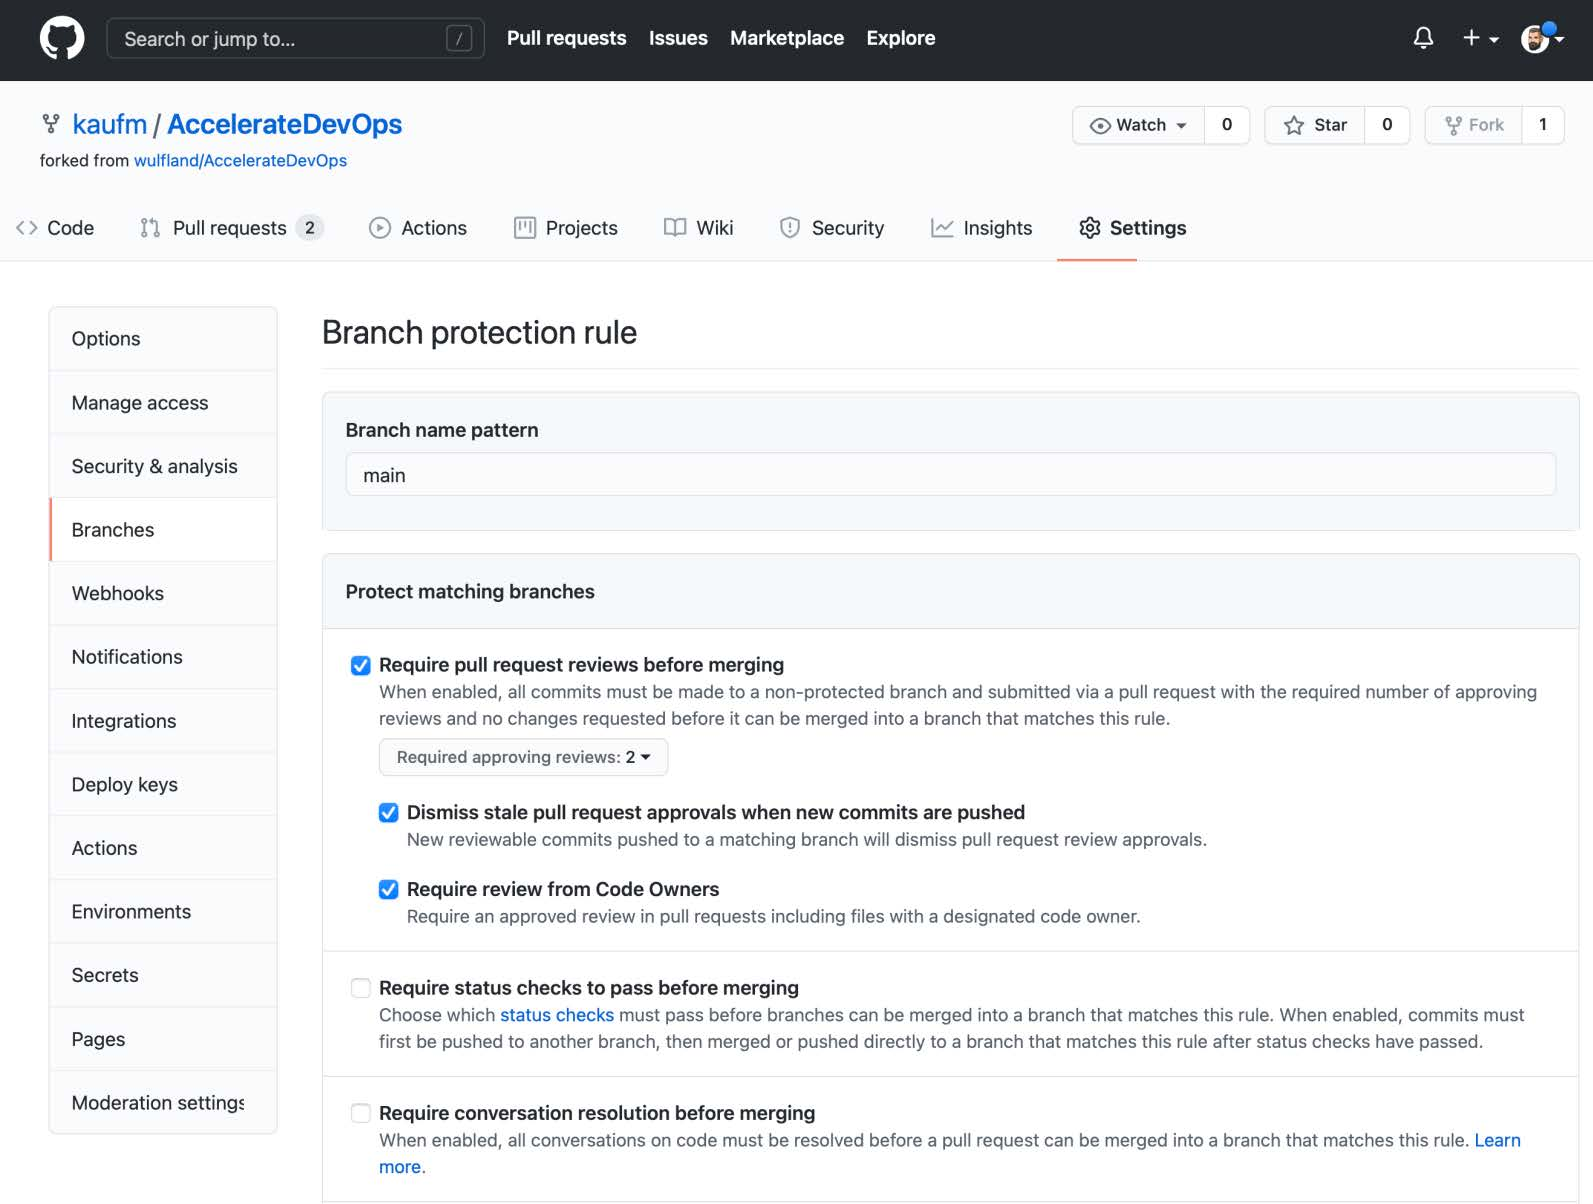 Search or jump to... /
Pull requests Issues Marketplace Explore
kaufm / AccelerateDevOps
forked from wulfland/AccelerateDevOps
Watch 0 Star 0 Fork 1
Code Pull requests 2 Actions Projects Wiki Security Insights Settings
Options
Manage access
Security & analysis
Branches
Webhooks
Notifications
Integrations
Deploy keys
Actions
Environments
Secrets
Pages
Moderation settings
Branch protection rule
Branch name pattern
main
Protect matching branches
Require pull request reviews before merging
When enabled, all commits must be made to a non-protected branch and submitted via a pull request with the required number of approving
reviews and no changes requested before it can be merged into a branch that matches this rule.
Required approving reviews: 2
Dismiss stale pull request approvals when new commits are pushed
New reviewable commits pushed to a matching branch will dismiss pull request review approvals.
Require review from Code Owners
Require an approved review in pull requests including files with a designated code owner.
Require status checks to pass before merging
Choose which status checks must pass before branches can be merged into a branch that matches this rule. When enabled, commits must
first be pushed to another branch, then merged or pushed directly to a branch that matches this rule after status checks have passed.
Require conversation resolution before merging
When enabled, all conversations on code must be resolved before a pull request can be merged into a branch that matches this rule. Learn
more.